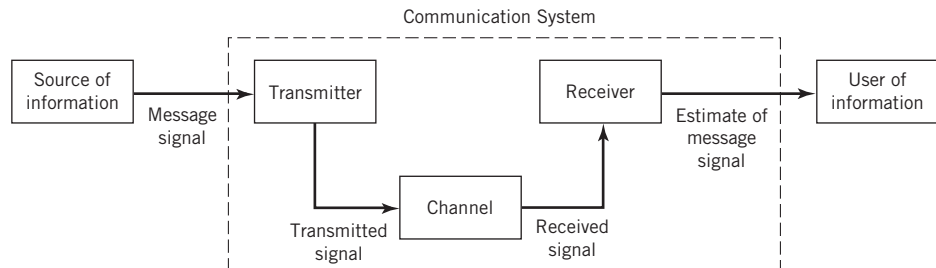 Communication System
Source of
information
Message
signal
Transmitter
Transmitted
signal
Channel
Received
signal
Receiver
Estimate of
message
signal
User of
information